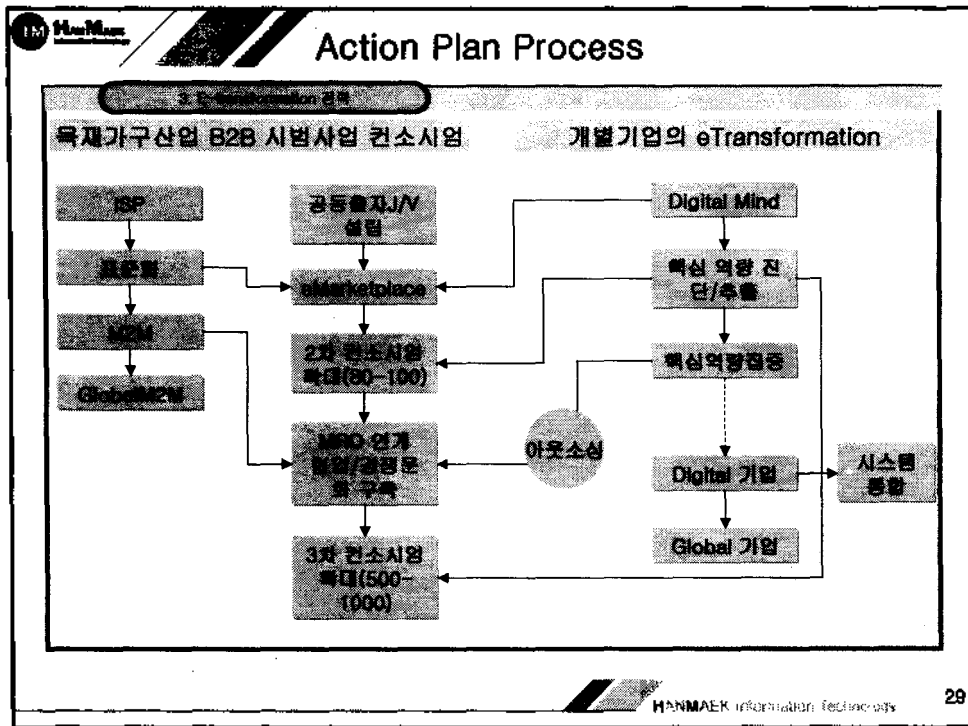 HANMAEK
Action Plan Process
목재가구산업 B2B 시범사업 컨소시엄
개별기업의 eTransformation
ISP
표준화
M2M
GlobalM2M
공동출자J/V
설립
eMarketplace
2차 컨소시엄
확대(80-100)
MRO 연계
협업/경쟁문
화 구축
3차 컨소시엄
확대(500-
1000)
아웃소싱
Digital Mind
핵심 역량 진
단/추출
핵심역량집중
Digital 기업
Global 기업
시스템
통합
HANMAEK Information Technology
29